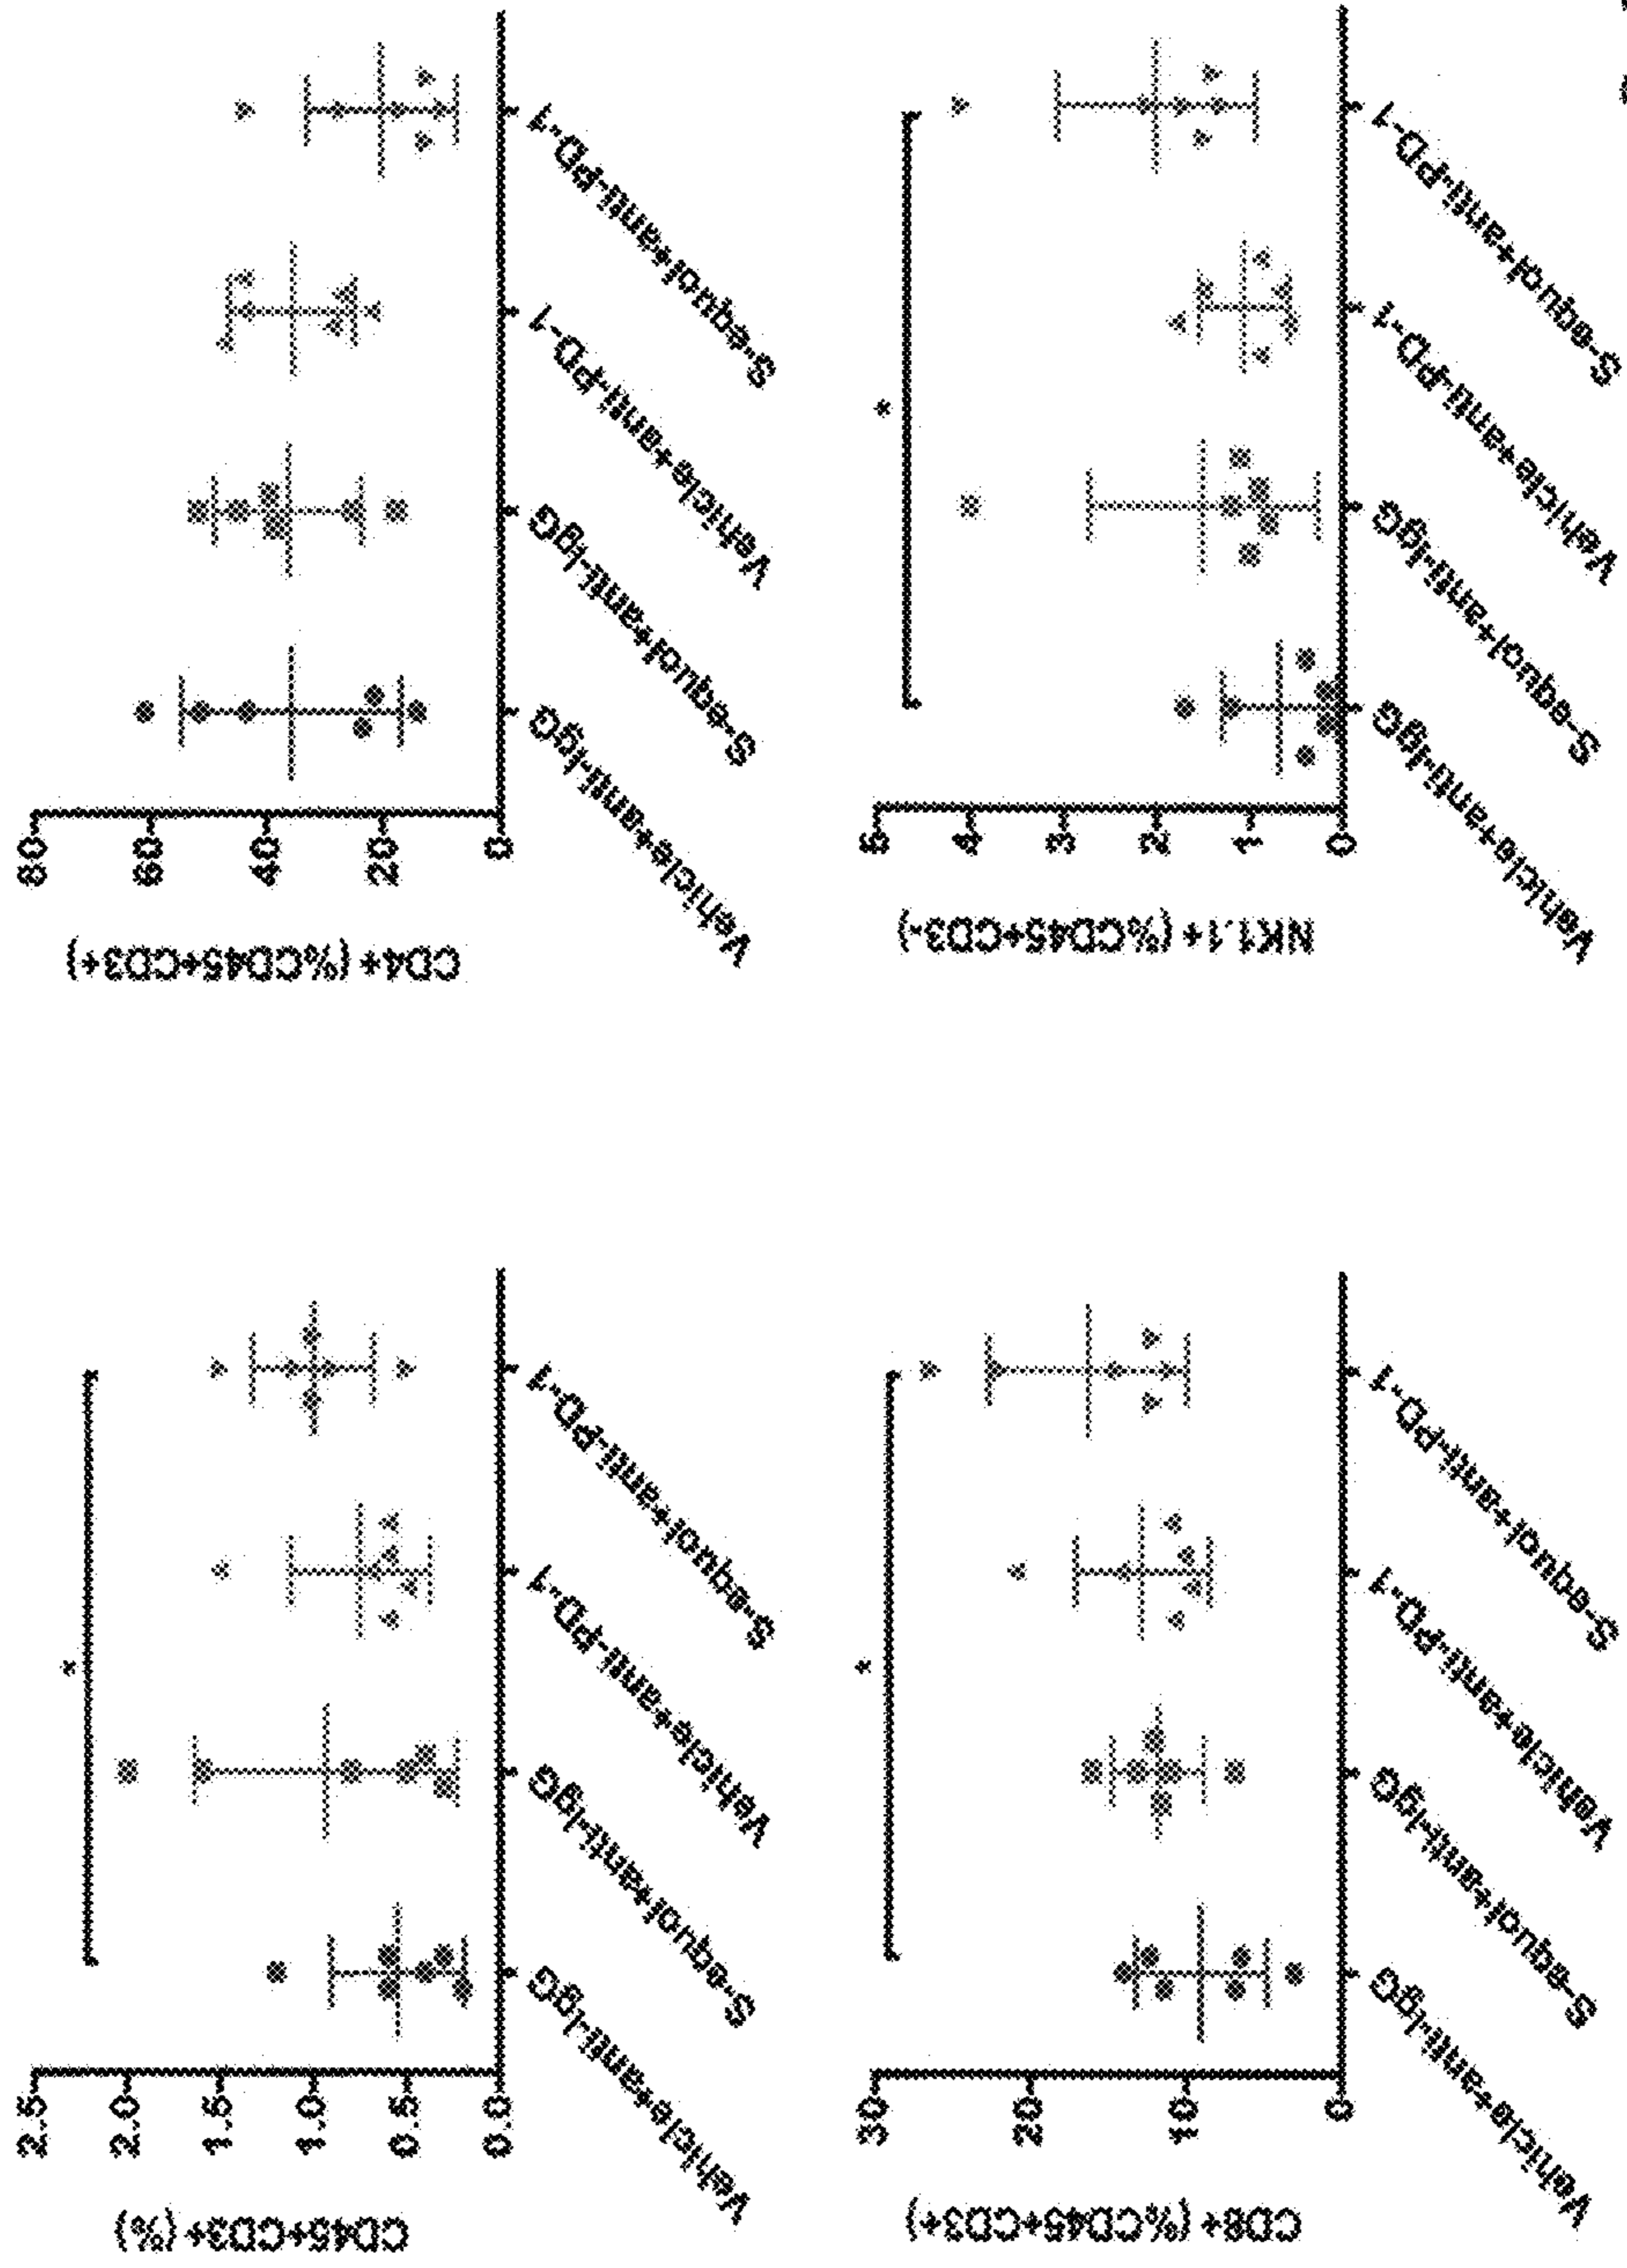 CD45+CD3+ (%)
2.5
2.0
1.5
1.0
0.5
0.0
*
Vehicle+anti-IgG
S-equol+anti-IgG
Vehicle+anti-PD-1
S-equol+anti-PD-1
CD4+ (%CD45+CD3+)
80
60
40
20
0
Vehicle+anti-IgG
S-equol+anti-IgG
Vehicle+anti-PD-1
S-equol+anti-PD-1
CD8+ (%CD45+CD3+)
30
20
10
0
*
Vehicle+anti-IgG
S-equol+anti-IgG
Vehicle+anti-PD-1
S-equol+anti-PD-1
NK1.1+ (%CD45+CD3-)
5
4
3
2
1
0
*
Vehicle+anti-IgG
S-equol+anti-IgG
Vehicle+anti-PD-1
S-equol+anti-PD-1